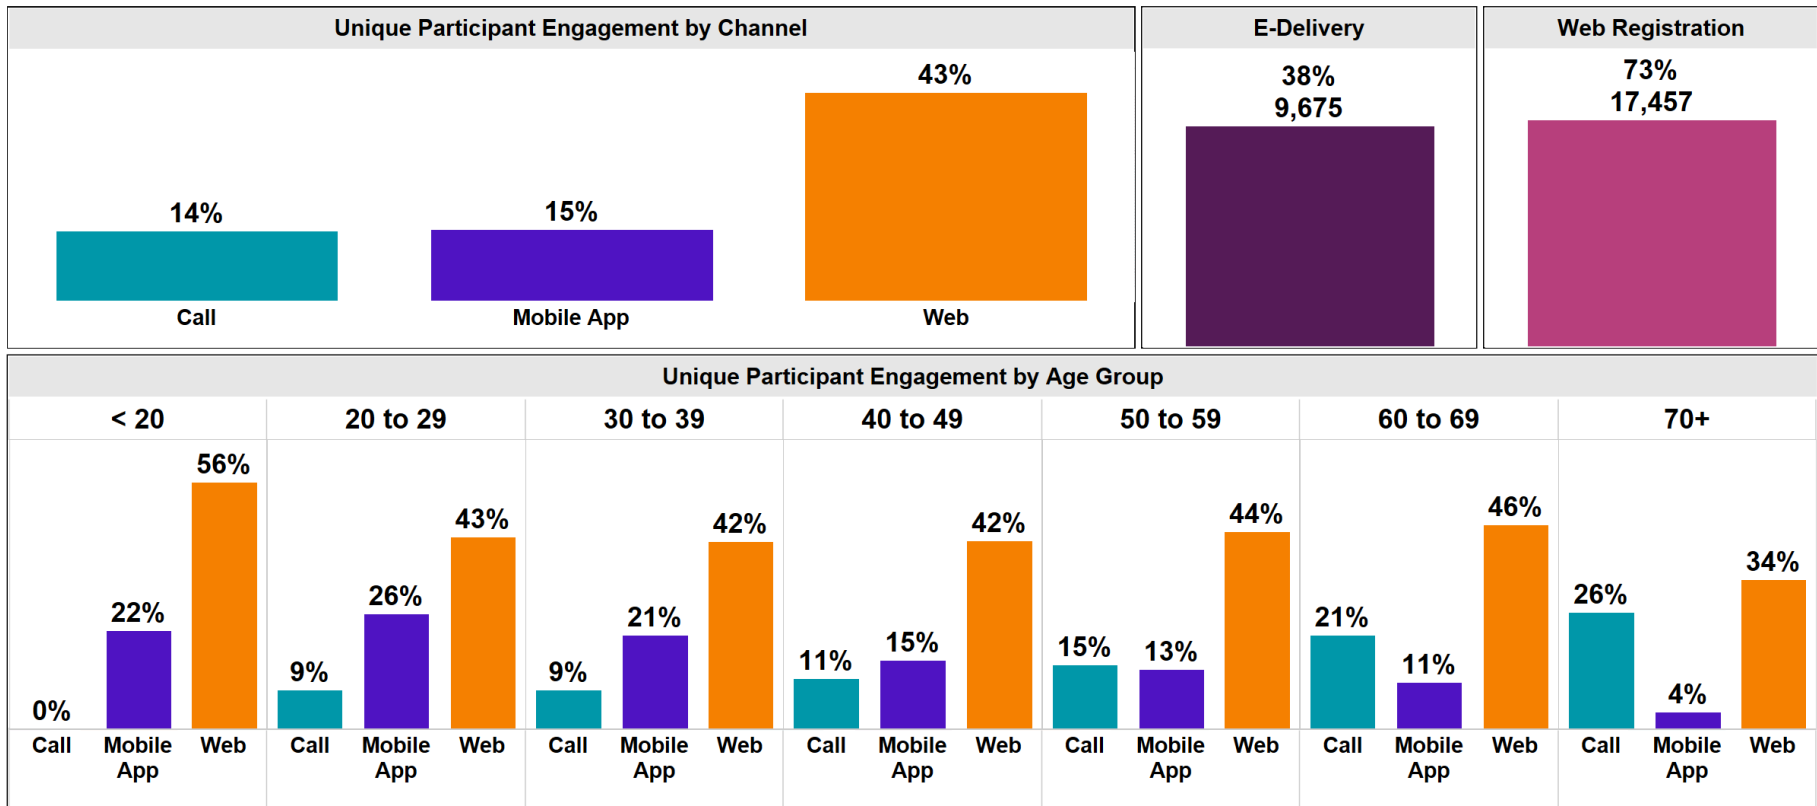 Unique Participant Engagement by Channel
14%
15%
43%
Call
Mobile App
Web
E-Delivery
38%
9,675
Web Registration
73%
17,457
Unique Participant Engagement by Age Group
< 20
0%
22%
56%
Call
Mobile
App
Web
20 to 29
9%
26%
43%
Call
Mobile
App
Web
30 to 39
9%
21%
42%
Call
Mobile
App
Web
40 to 49
11%
15%
42%
Call
Mobile
App
Web
50 to 59
15%
13%
44%
Call
Mobile
App
Web
60 to 69
21%
11%
46%
Call
Mobile
App
Web
70+
26%
4%
34%
Call
Mobile
App
Web